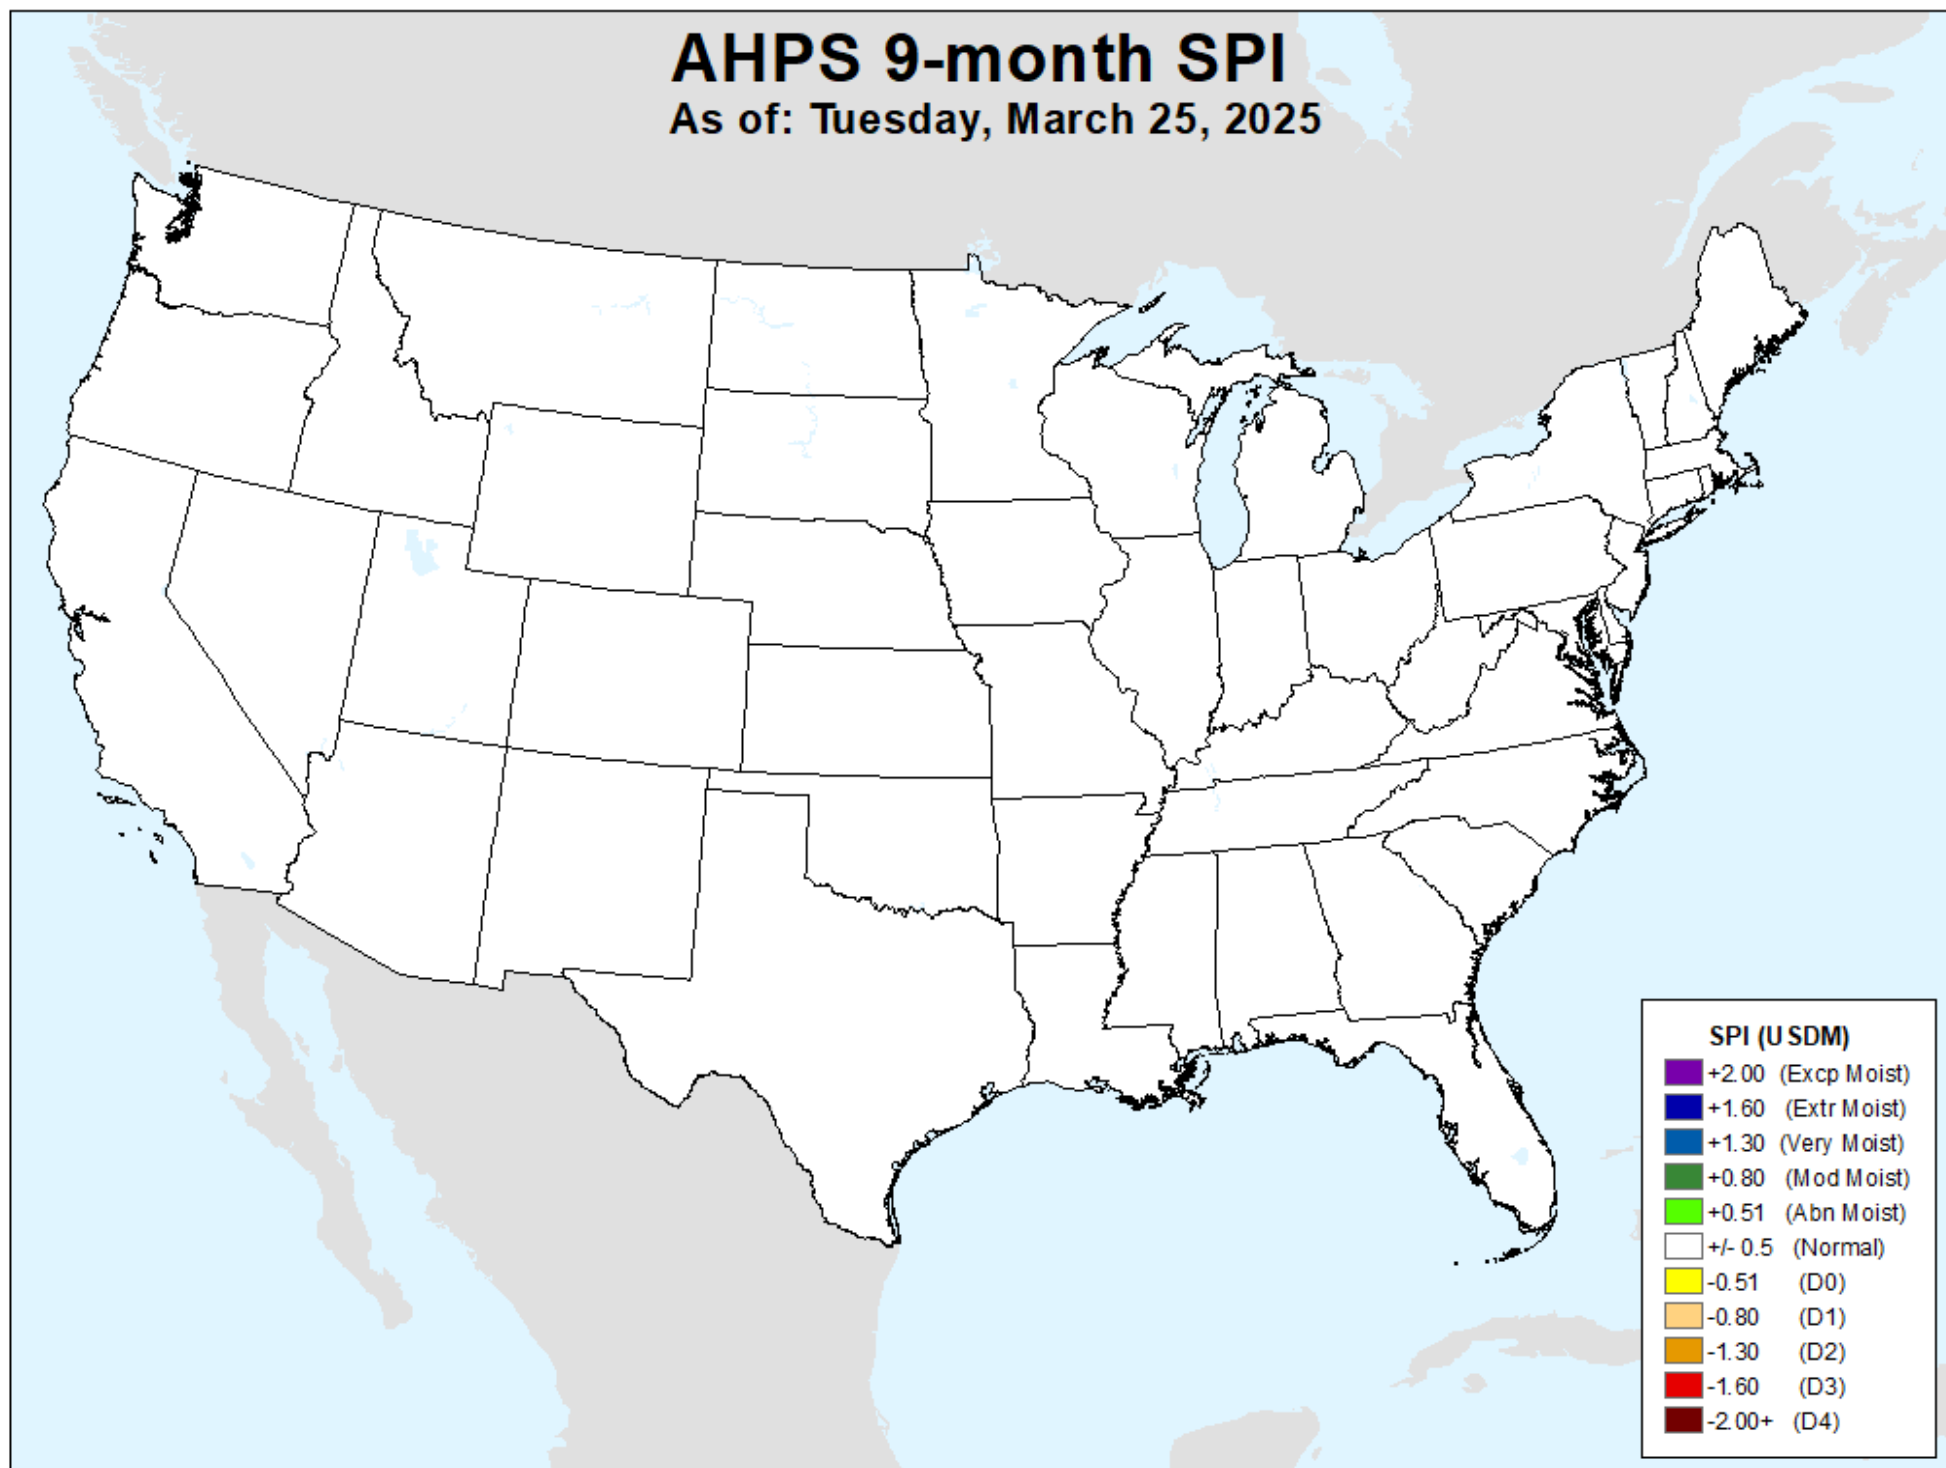 AHPS 9-month SPI
As of: Tuesday, March 25, 2025
SPI (USDM)
+2.00 (Excp Moist)
+1.60 (Extr Moist)
+1.30 (Very Moist)
+0.80 (Mod Moist)
+0.51 (Abn Moist)
+/- 0.5 (Normal)
-0.51 (D0)
-0.80 (D1)
-1.30 (D2)
-1.60 (D3)
-2.00+ (D4)